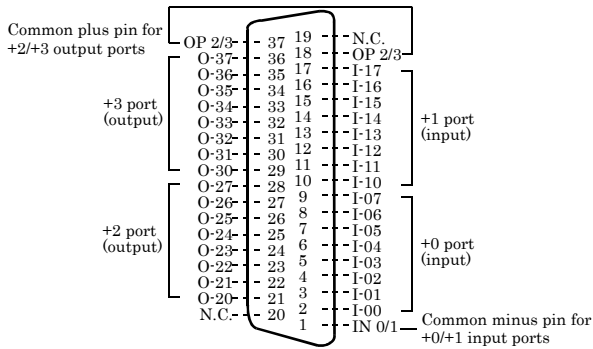 Common plus pin for
+2/+3 output ports
OP 2/3 37 19 N.C.
O-37 36 18 OP 2/3
O-36 35 17 I-17
O-35 34 16 I-16
O-34 33 15 I-15
O-33 32 14 I-14
O-32 31 13 I-13
O-31 30 12 I-12
O-30 29 11 I-11
O-27 28 10 I-10
O-26 27 9 I-07
O-25 26 8 I-06
O-24 25 7 I-05
O-23 24 6 I-04
O-22 23 5 I-03
O-21 22 4 I-02
O-20 21 3 I-01
N.C. 20 2 I-00
1 IN 0/1
+3 port
(output)
+2 port
(output)
+1 port
(input)
+0 port
(input)
Common minus pin for
+0/+1 input ports